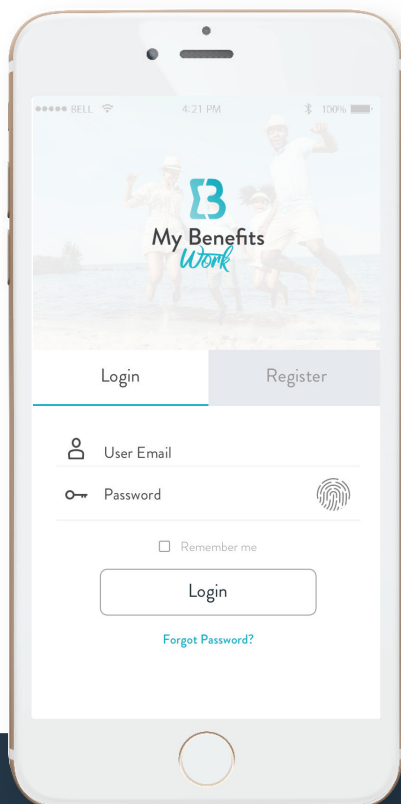 BELL 4:21 PM 100%
My Benefits
Work
Login Register
User Email
Password
Remember me
Login
Forgot Password?